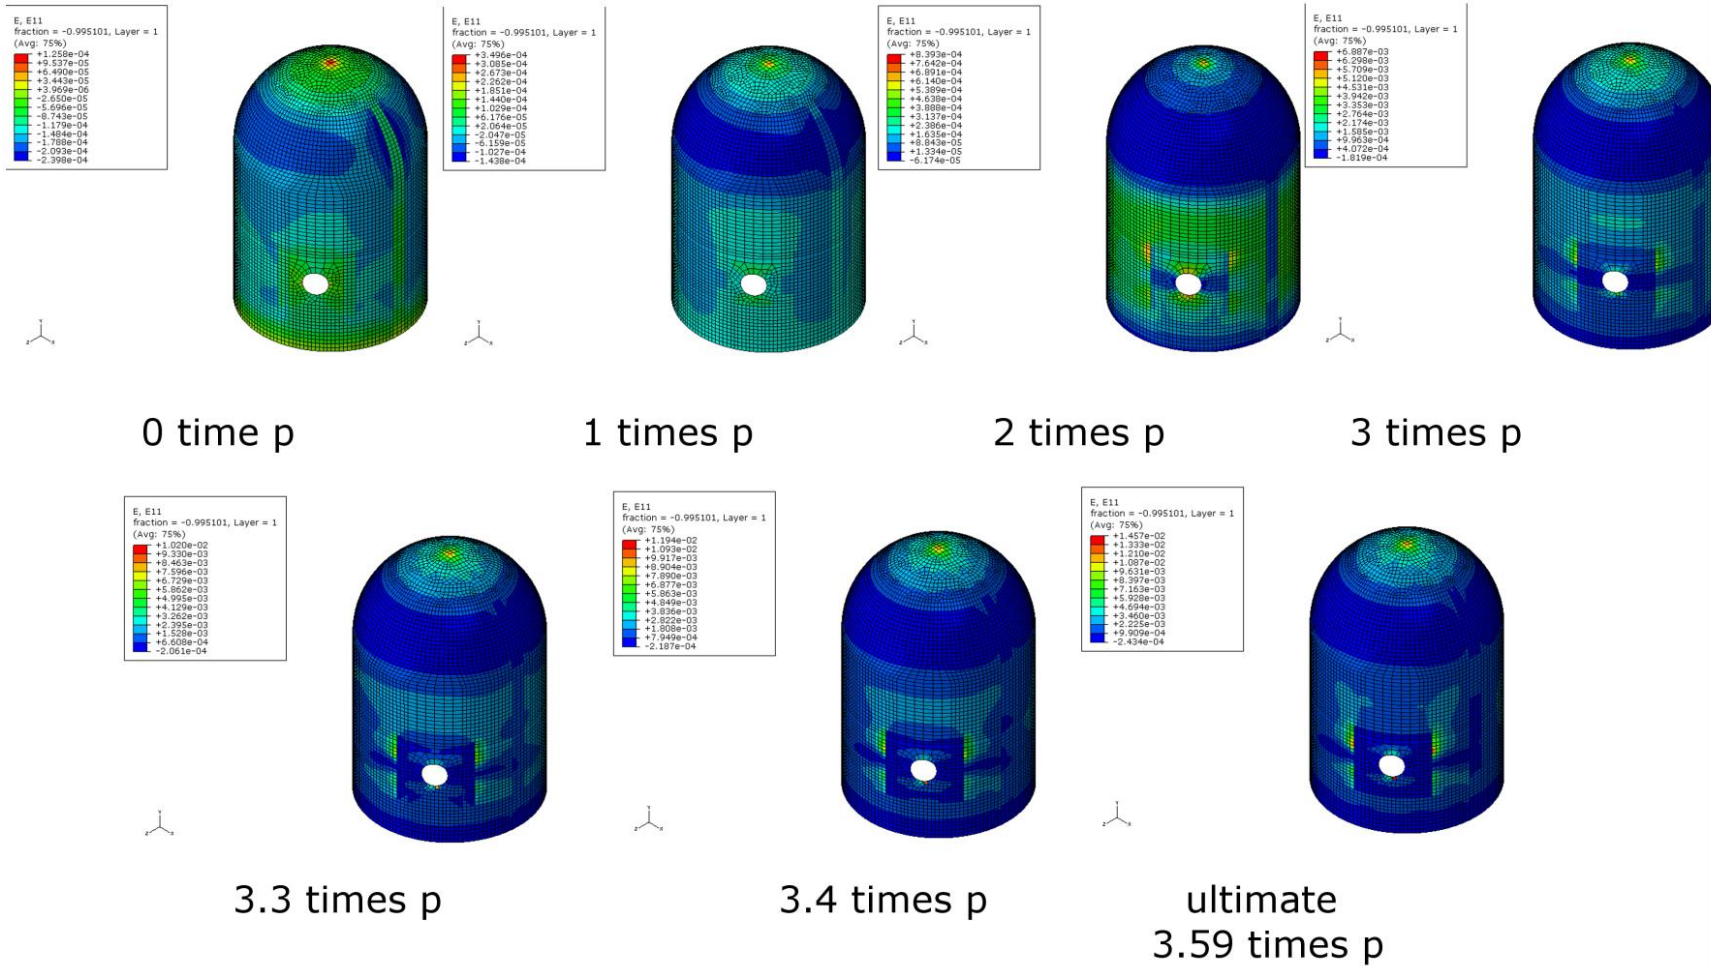 E, E11
fraction = -0.995101, Layer = 1
(Avg: 75%)
+1.258e-04
+9.537e-05
+6.490e-05
+3.443e-05
+3.969e-06
-2.650e-05
-5.696e-05
-8.743e-05
-1.179e-04
-1.484e-04
-1.788e-04
-2.093e-04
-2.398e-04
E, E11
fraction = -0.995101, Layer = 1
(Avg: 75%)
+3.496e-04
+3.085e-04
+2.673e-04
+2.262e-04
+1.851e-04
+1.440e-04
+1.029e-04
+6.176e-05
+2.064e-05
-2.047e-05
-6.159e-05
-1.027e-04
-1.438e-04
E, E11
fraction = -0.995101, Layer = 1
(Avg: 75%)
+8.393e-04
+7.642e-04
+6.891e-04
+6.140e-04
+5.389e-04
+4.638e-04
+3.888e-04
+3.137e-04
+2.386e-04
+1.635e-04
+8.843e-05
+1.334e-05
-6.174e-05
E, E11
fraction = -0.995101, Layer = 1
(Avg: 75%)
+6.887e-03
+6.298e-03
+5.709e-03
+5.120e-03
+4.531e-03
+3.942e-03
+3.353e-03
+2.764e-03
+2.174e-03
+1.585e-03
+9.963e-04
+4.072e-04
-1.819e-04
0 time p
1 times p
2 times p
3 times p
E, E11
fraction = -0.995101, Layer = 1
(Avg: 75%)
+1.020e-02
+9.330e-03
+8.463e-03
+7.596e-03
+6.729e-03
+5.862e-03
+4.995e-03
+4.129e-03
+3.262e-03
+2.395e-03
+1.528e-03
+6.608e-04
-2.061e-04
E, E11
fraction = -0.995101, Layer = 1
(Avg: 75%)
+1.194e-02
+1.093e-02
+9.917e-03
+8.904e-03
+7.890e-03
+6.877e-03
+5.863e-03
+4.849e-03
+3.836e-03
+2.822e-03
+1.808e-03
+7.949e-04
-2.187e-04
E, E11
fraction = -0.995101, Layer = 1
(Avg: 75%)
+1.457e-02
+1.333e-02
+1.210e-02
+1.087e-02
+9.631e-03
+8.397e-03
+7.163e-03
+5.928e-03
+4.694e-03
+3.460e-03
+2.225e-03
+9.909e-04
-2.434e-04
3.3 times p
3.4 times p
ultimate
3.59 times p